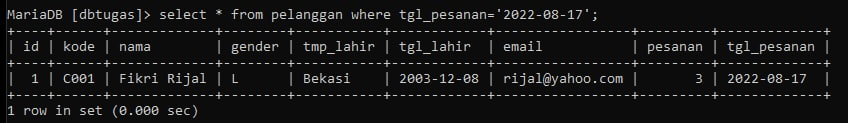 MariaDB [dbtugas]> select * from pelanggan where tgl_pesanan='2022-08-17';
+----+------+-------------+--------+-----------+------------+-----------------+---------+-------------+
| id | kode | nama        | gender | tmp_lahir | tgl_lahir  | email           | pesanan | tgl_pesanan |
+----+------+-------------+--------+-----------+------------+-----------------+---------+-------------+
|  1 | C001 | Fikri Rijal | L      | Bekasi    | 2003-12-08 | rijal@yahoo.com |       3 | 2022-08-17  |
+----+------+-------------+--------+-----------+------------+-----------------+---------+-------------+
1 row in set (0.000 sec)